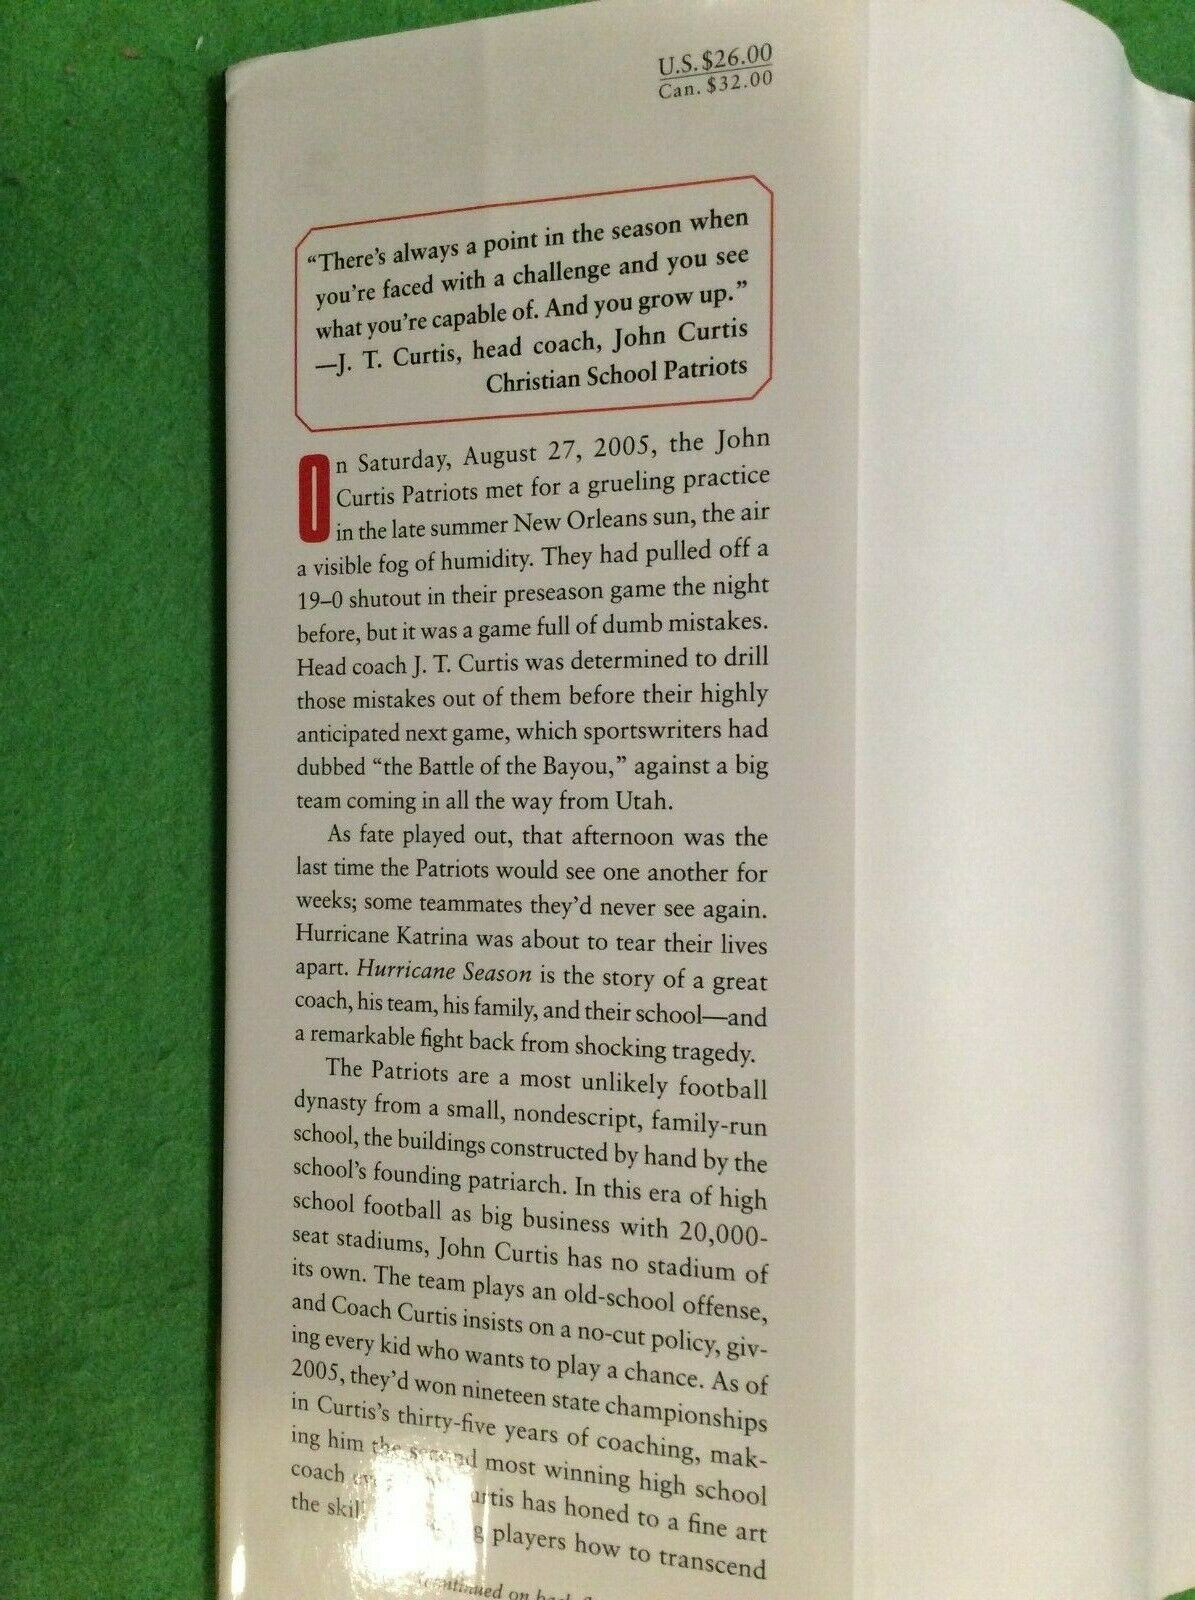 U.S. $26.00
Can. $32.00
“There’s always a point in the season when
you’re faced with a challenge and you see
what you’re capable of. And you grow up.”
—J. T. Curtis, head coach, John Curtis
Christian School Patriots
On Saturday, August 27, 2005, the John
Curtis Patriots met for a grueling practice
in the late summer New Orleans sun, the air
a visible fog of humidity. They had pulled off a
19–0 shutout in their preseason game the night
before, but it was a game full of dumb mistakes.
Head coach J. T. Curtis was determined to drill
those mistakes out of them before their highly
anticipated next game, which sportswriters had
dubbed “the Battle of the Bayou,” against a big
team coming in all the way from Utah.
As fate played out, that afternoon was the
last time the Patriots would see one another for
weeks; some teammates they’d never see again.
Hurricane Katrina was about to tear their lives
apart. Hurricane Season is the story of a great
coach, his team, his family, and their school—and
a remarkable fight back from shocking tragedy.
The Patriots are a most unlikely football
dynasty from a small, nondescript, family-run
school, the buildings constructed by hand by the
school’s founding patriarch. In this era of high
school football as big business with 20,000-
seat stadiums, John Curtis has no stadium of
its own. The team plays an old-school offense,
and Coach Curtis insists on a no-cut policy, giv-
ing every kid who wants to play a chance. As of
2005, they’d won nineteen state championships
in Curtis’s thirty-five years of coaching, mak-
ing him the second most winning high school
coach Curtis has honed to a fine art
the players how to transcend
(continued on back